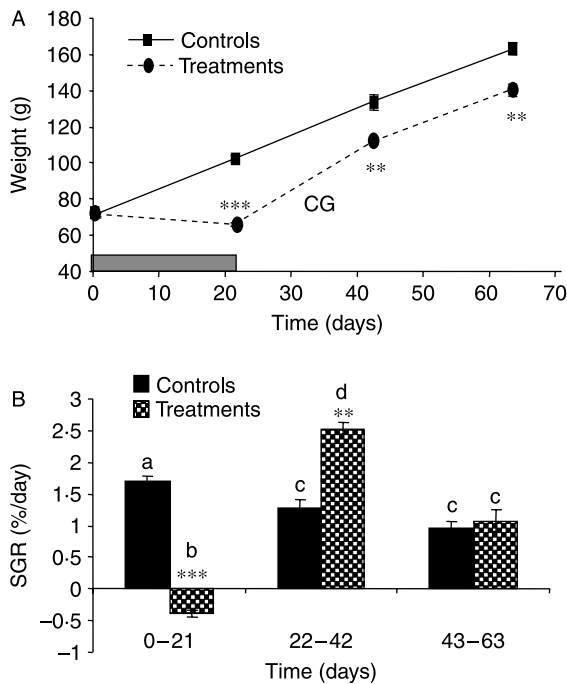 A
180
160
140
120
100
80
60
40
Weight (g)
Controls
Treatments
***
**
**
CG
0 10 20 30 40 50 60 70
Time (days)
B
Controls
Treatments
3
2·5
2
1·5
1
0·5
0
−0·5
−1
SGR (%/day)
a
b
***
c
d
**
c c
0−21 22−42 43−63
Time (days)